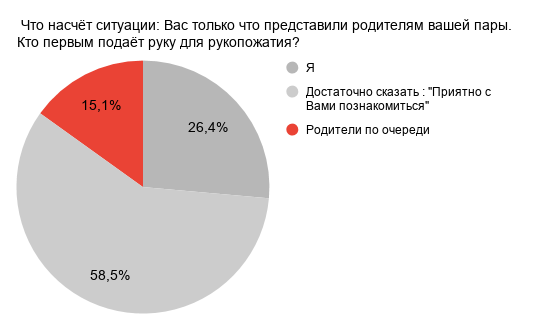 Что насчёт ситуации: Вас только что представили родителям вашей пары.
Кто первым подаёт руку для рукопожатия?
Я
Достаточно сказать : "Приятно с
Вами познакомиться"
Родители по очереди
15,1%
26,4%
58,5%